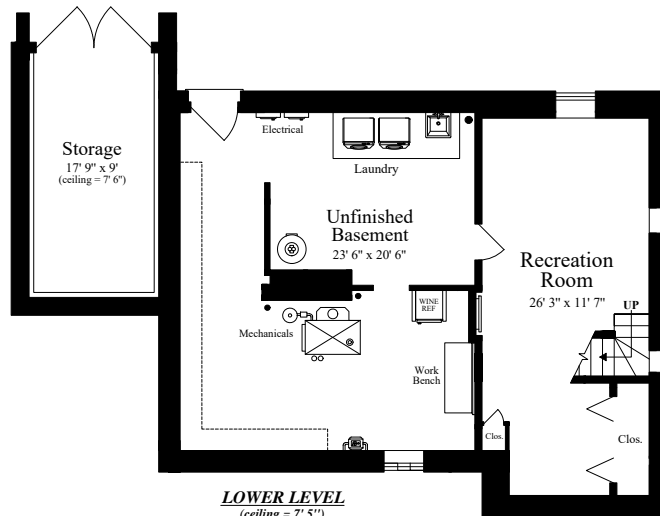 Storage
17' 9" x 9'
(ceiling = 7' 6")
Electrical
Laundry
Unfinished
Basement
23' 6" x 20' 6"
Recreation
Room
26' 3" x 11' 7"
UP
WINE
REF
Mechanicals
Work
Bench
Clos.
Clos.
LOWER LEVEL
(ceiling = 7' 5")